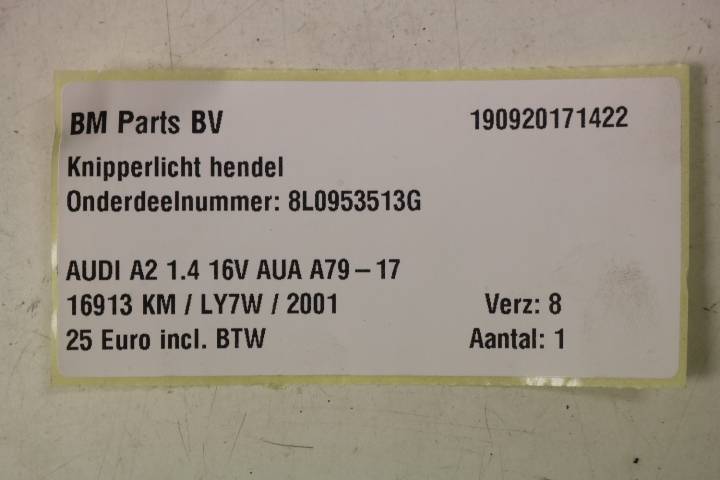 BM Parts BV 190920171422
Knipperlicht hendel
Onderdeelnummer: 8L0953513G
AUDI A2 1.4 16V AUA A79 – 17
16913 KM / LY7W / 2001 Verz: 8
25 Euro incl. BTW Aantal: 1